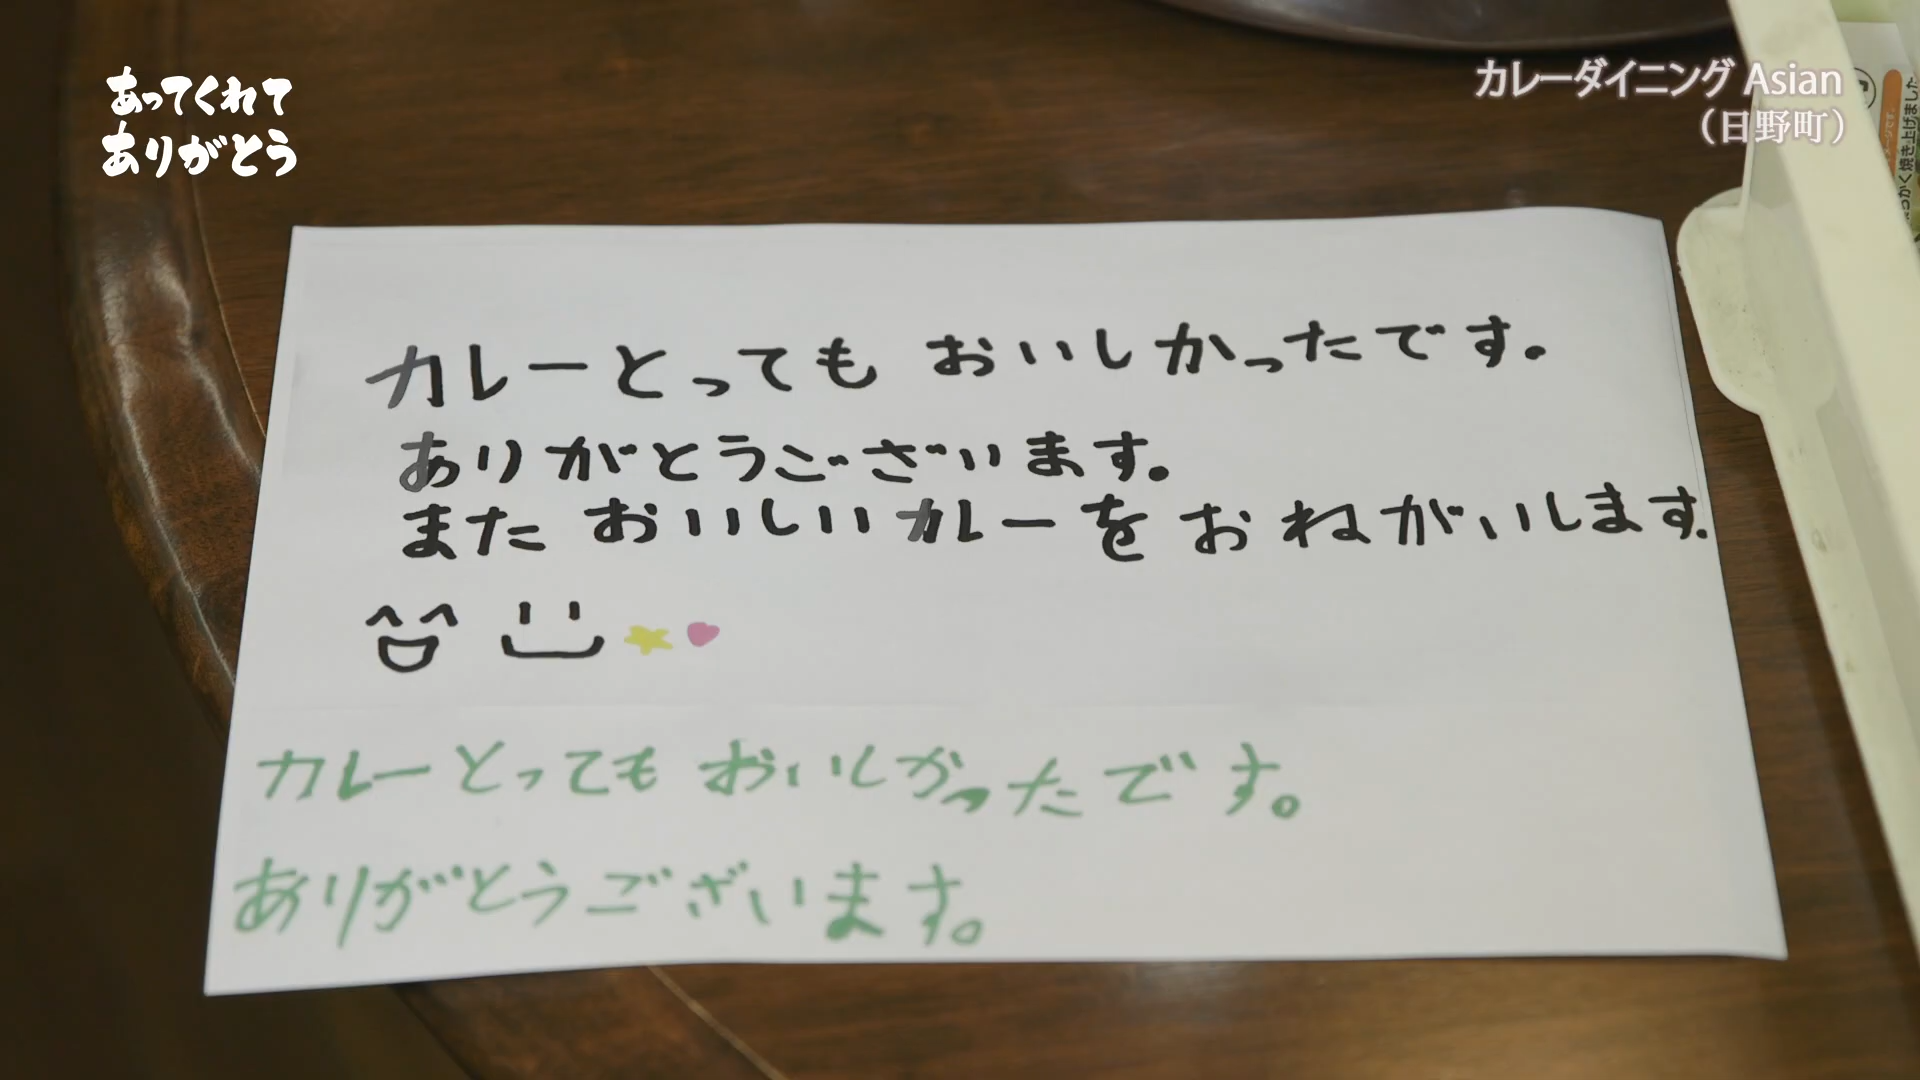 あってくれて
ありがとう
カレーダイニング Asian
（日野町）
カレーとっても おいしかったです。
ありがとうございます。
また おいしいカレーを おねがいします.
カレーとっても おいしかったです。
ありがとうございます。